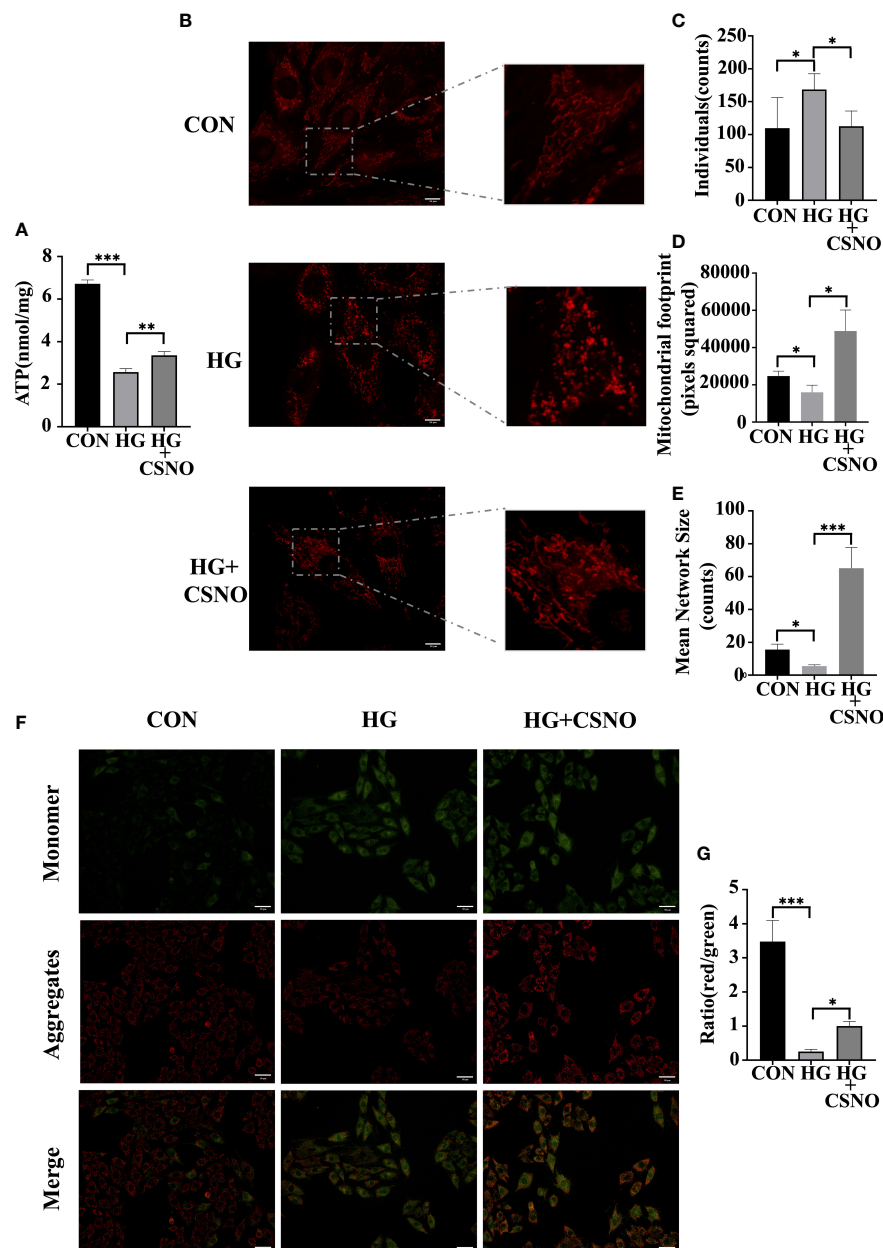 B
CON
HG
HG+
CSNO
A
ATP(nmol/mg)
8
6
4
2
0
***
**
CON HG HG
+
CSNO
C
Individuals(counts)
250
200
150
100
50
0
*
*
CON HG HG
+
CSNO
D
Mitochondrial footprint
(pixels squared)
80000
60000
40000
20000
0
*
*
CON HG HG
+
CSNO
E
Mean Network Size
(counts)
100
80
60
40
20
0
0
***
*
CON HG HG
+
CSNO
F
CON HG HG+CSNO
Monomer
Aggregates
Merge
G
Ratio(red/green)
5
4
3
2
1
0
***
*
CON HG HG
+
CSNO